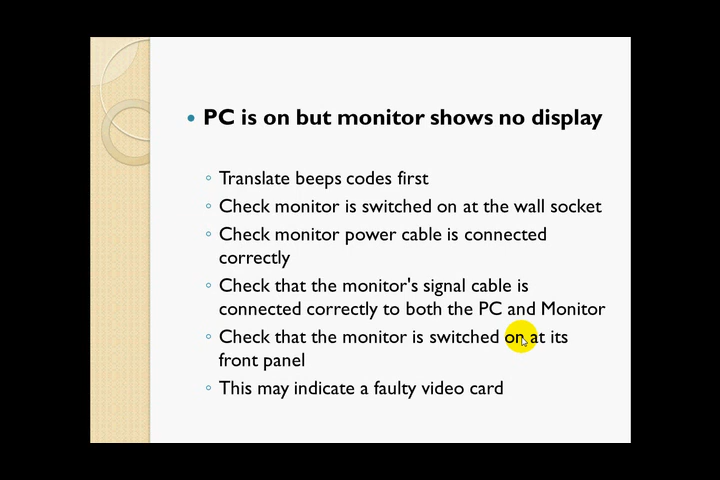 PC is on but monitor shows no display
Translate beeps codes first
Check monitor is switched on at the wall socket
Check monitor power cable is connected
correctly
Check that the monitor's signal cable is
connected correctly to both the PC and Monitor
Check that the monitor is switched on at its
front panel
This may indicate a faulty video card